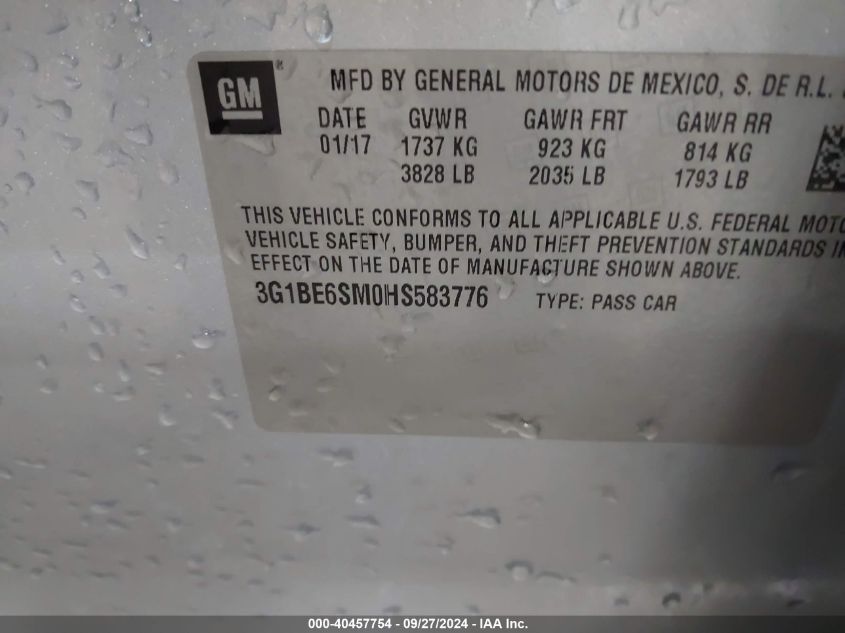 GM®
MFD BY GENERAL MOTORS DE MEXICO, S. DE R.L.
DATE GVWR GAWR FRT GAWR RR
01/17 1737 KG 923 KG 814 KG
3828 LB 2035 LB 1793 LB
THIS VEHICLE CONFORMS TO ALL APPLICABLE U.S. FEDERAL MOTO
VEHICLE SAFETY, BUMPER, AND THEFT PREVENTION STANDARDS IN
EFFECT ON THE DATE OF MANUFACTURE SHOWN ABOVE.
3G1BE6SM0HS583776 TYPE: PASS CAR
000-40457754 - 09/27/2024 - IAA Inc.